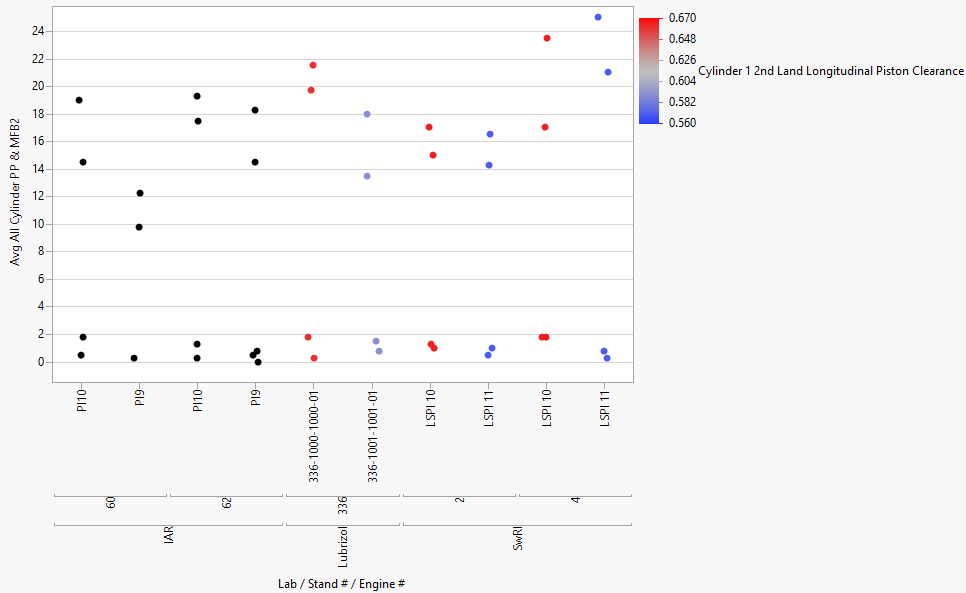 24
22
20
18
16
14
12
10
8
6
4
2
0
Avg All Cylinder PP & MFB2
0.670
0.648
0.626
0.604
0.582
0.560
Cylinder 1 2nd Land Longitudinal Piston Clearance
PI10
PI9
PI10
PI9
336-1000-1000-01
336-1001-1001-01
LSPI 10
LSPI 11
LSPI 10
LSPI 11
60
62
336
2
4
IAR
Lubrizol
SwRI
Lab / Stand # / Engine #